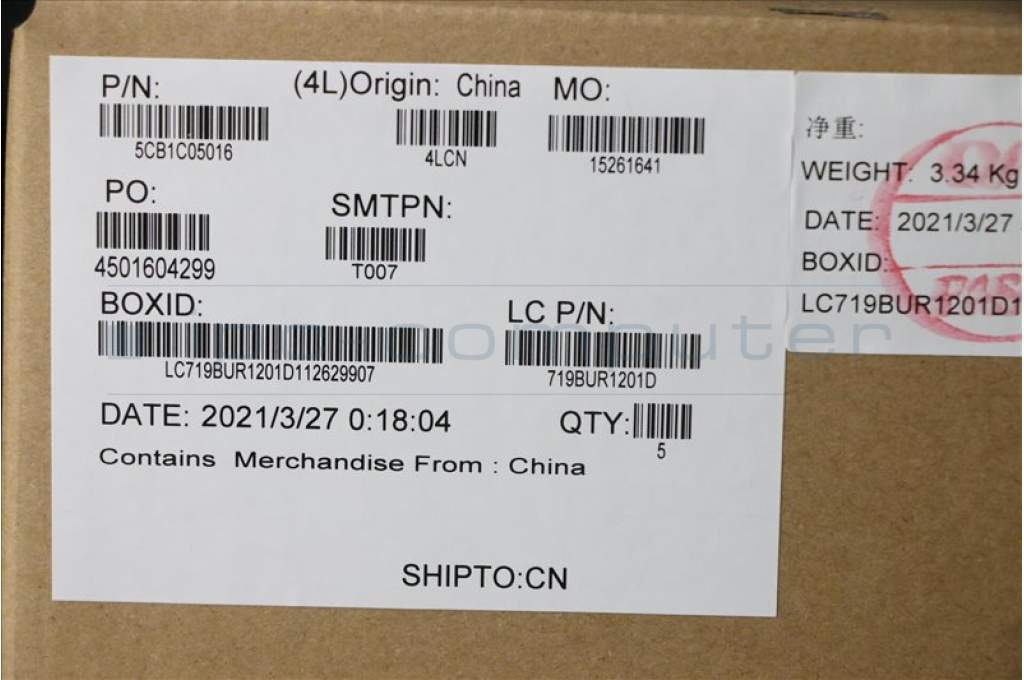 P/N:
5CB1C05016
(4L)Origin: China
4LCN
MO:
15261641
PO:
4501604299
SMTPN:
T007
BOXID:
LC719BUR1201D112629907
LC P/N:
719BUR1201D
DATE: 2021/3/27 0:18:04
QTY:
5
Contains Merchandise From : China
SHIPTO:CN
净重:
WEIGHT: 3.34 Kg
DATE: 2021/3/27
BOXID:
LC719BUR1201D1
computer